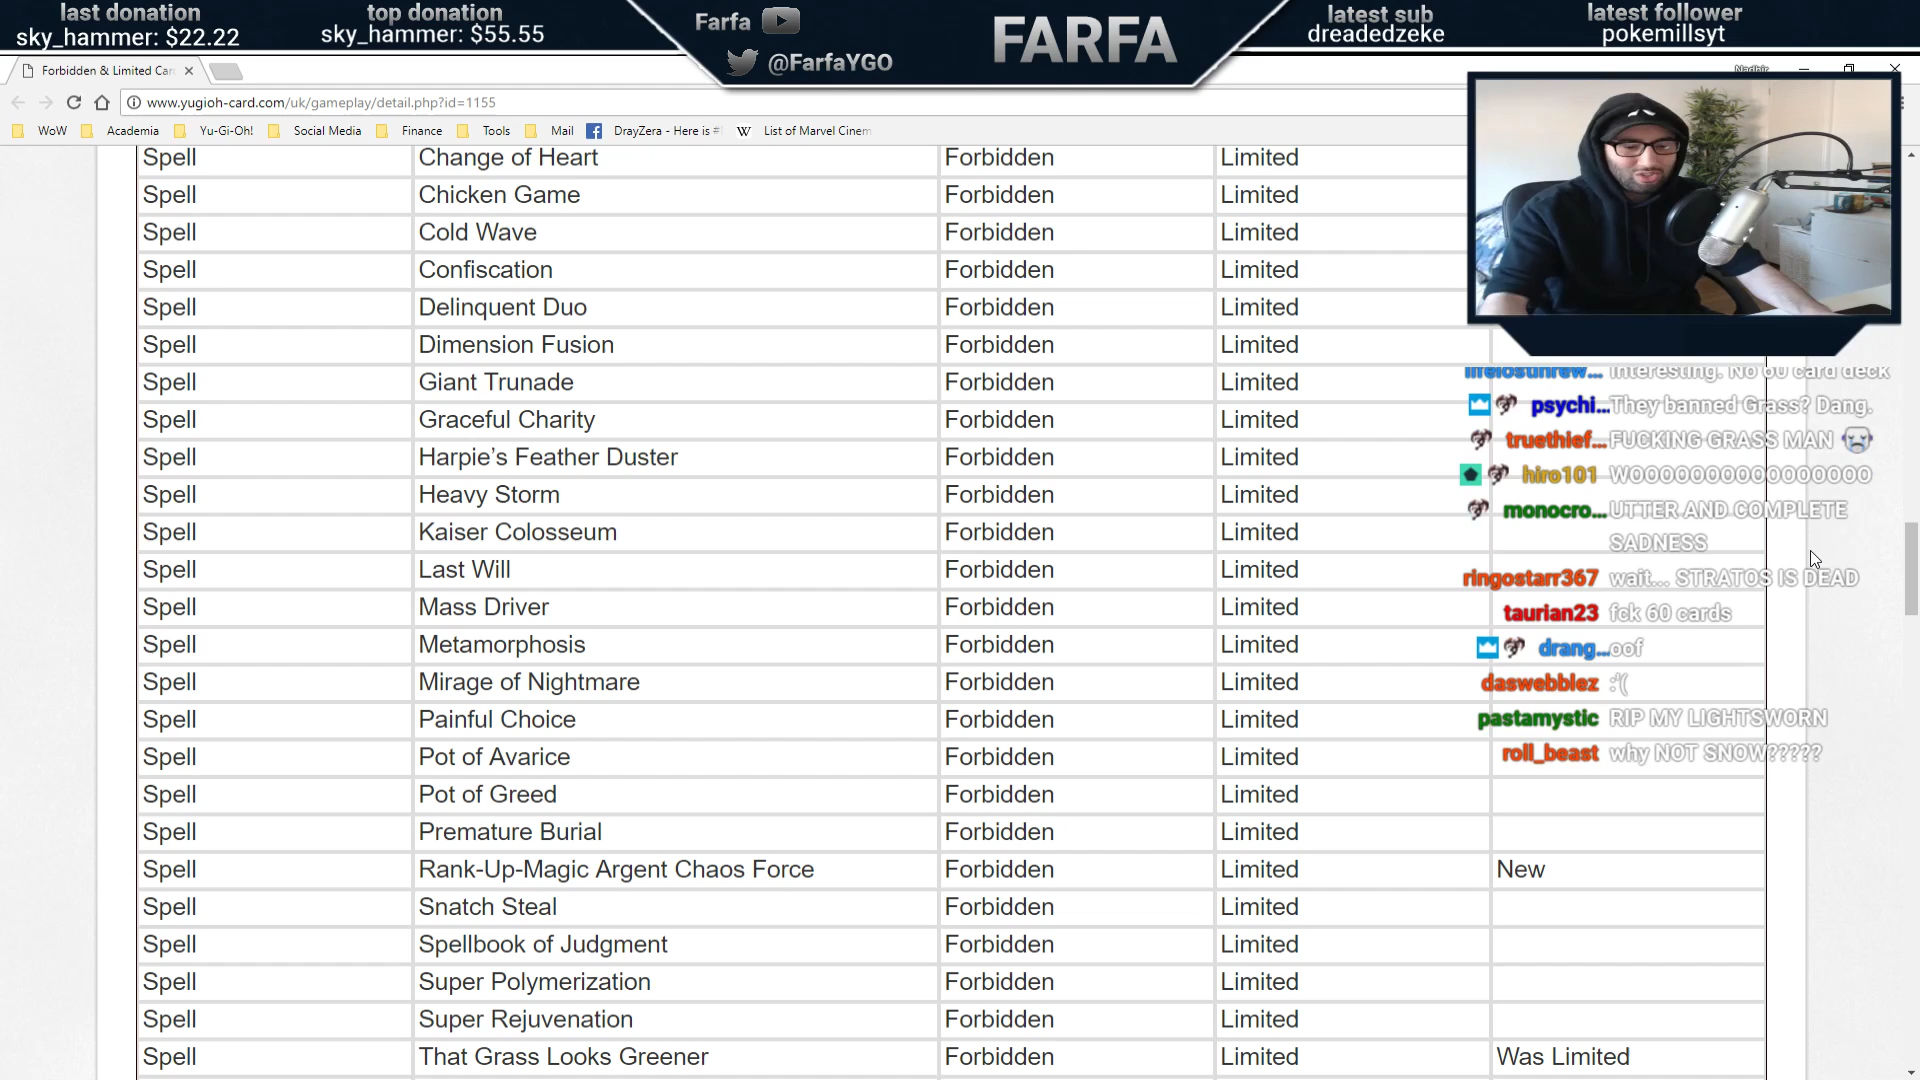 last donation
sky_hammer: $22.22
top donation
sky_hammer: $55.55
Farfa
@FarfaYGO
FARFA
latest sub
dreadedzeke
latest follower
pokemillsyt
Forbidden & Limited Car
Nadhir
www.yugioh-card.com/uk/gameplay/detail.php?id=1155
WoW Academia Yu-Gi-Oh! Social Media Finance Tools Mail DrayZera - Here is # List of Marvel Cinem
Spell Change of Heart Forbidden Limited
Spell Chicken Game Forbidden Limited
Spell Cold Wave Forbidden Limited
Spell Confiscation Forbidden Limited
Spell Delinquent Duo Forbidden Limited
Spell Dimension Fusion Forbidden Limited
Spell Giant Trunade Forbidden Limited
Spell Graceful Charity Forbidden Limited
Spell Harpie’s Feather Duster Forbidden Limited
Spell Heavy Storm Forbidden Limited
Spell Kaiser Colosseum Forbidden Limited
Spell Last Will Forbidden Limited
Spell Mass Driver Forbidden Limited
Spell Metamorphosis Forbidden Limited
Spell Mirage of Nightmare Forbidden Limited
Spell Painful Choice Forbidden Limited
Spell Pot of Avarice Forbidden Limited
Spell Pot of Greed Forbidden Limited
Spell Premature Burial Forbidden Limited
Spell Rank-Up-Magic Argent Chaos Force Forbidden Limited New
Spell Snatch Steal Forbidden Limited
Spell Spellbook of Judgment Forbidden Limited
Spell Super Polymerization Forbidden Limited
Spell Super Rejuvenation Forbidden Limited
Spell That Grass Looks Greener Forbidden Limited Was Limited
Interesting. No 60 card deck
psychi... They banned Grass? Dang.
truethief... FUCKING GRASS MAN
hiro101 WOOOOOOOOOOOOOOOOO
monocro... UTTER AND COMPLETE
SADNESS
ringostarr367 wait... STRATOS IS DEAD
taurian23 fck 60 cards
drang... oof
daswebblez :'(
pastamystic RIP MY LIGHTSWORN
roll_beast why NOT SNOW?????